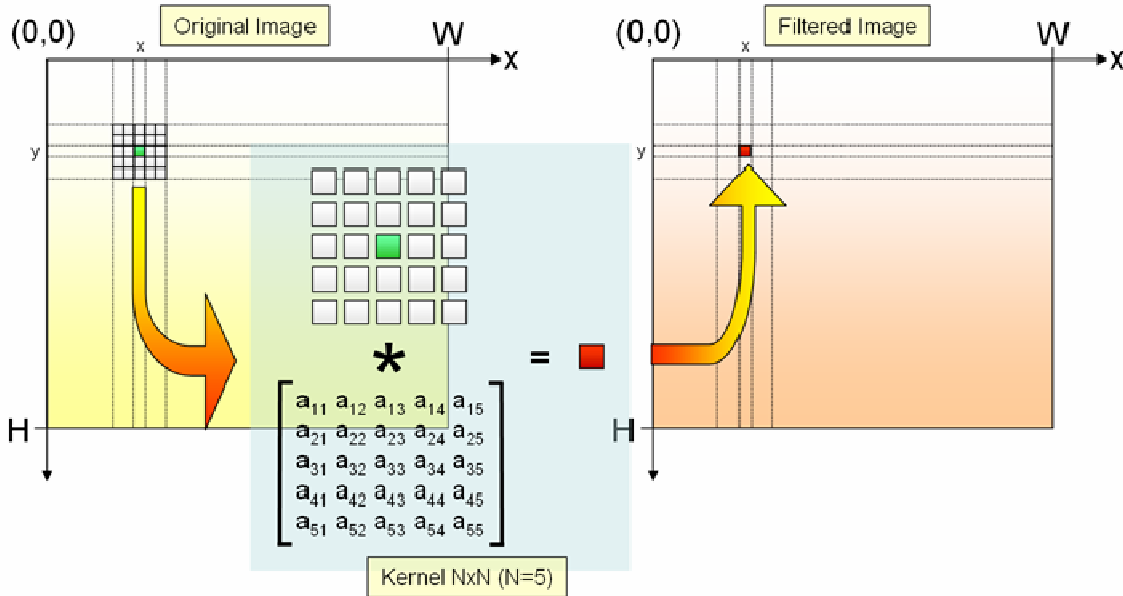 Original Image
(0,0)
x
W
X
y
H
Filtered Image
(0,0)
x
W
X
y
H
*
=
a11 a12 a13 a14 a15
a21 a22 a23 a24 a25
a31 a32 a33 a34 a35
a41 a42 a43 a44 a45
a51 a52 a53 a54 a55
Kernel NxN (N=5)